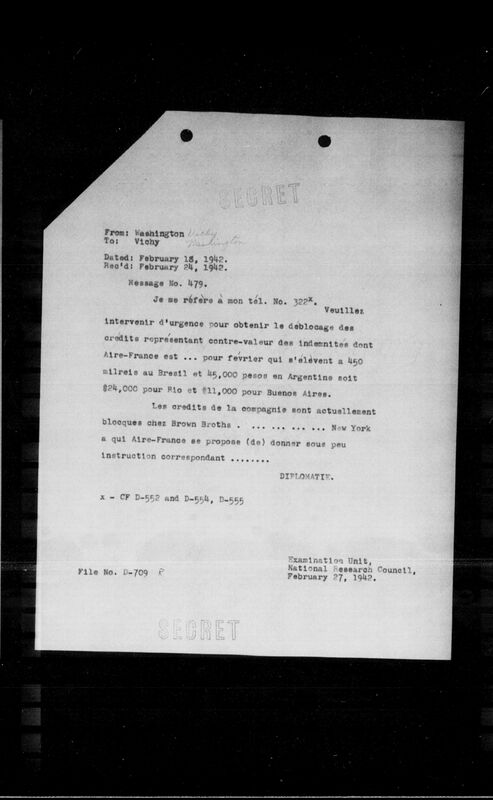 SECRET
From: Washington Vichy
To: Vichy Washington
Dated: February 18, 1942.
Rec'd: February 24, 1942.
Message No. 479.
Je me réfère à mon tél. No. 322x. Veuillez
intervenir d'urgence pour obtenir le déblocage des
credits représentant contre-valeur des indemnites dont
Aire-France est ... pour février qui s'élèvent a 450
milreis au Bresil et 45,000 pesos en Argentine soit
$24,000 pour Rio et $11,000 pour Buenos Aires.
Les credits de la compagnie sont actuellement
blocques chez Brown Broths . ... ... ... ... New York
a qui Aire-France se propose (de) donner sous peu
instruction correspondant ........
DIPLOMATIE.
x - CF D-552 and D-554, D-555
Examination Unit,
National Research Council,
February 27, 1942.
File No. D-709
SECRET